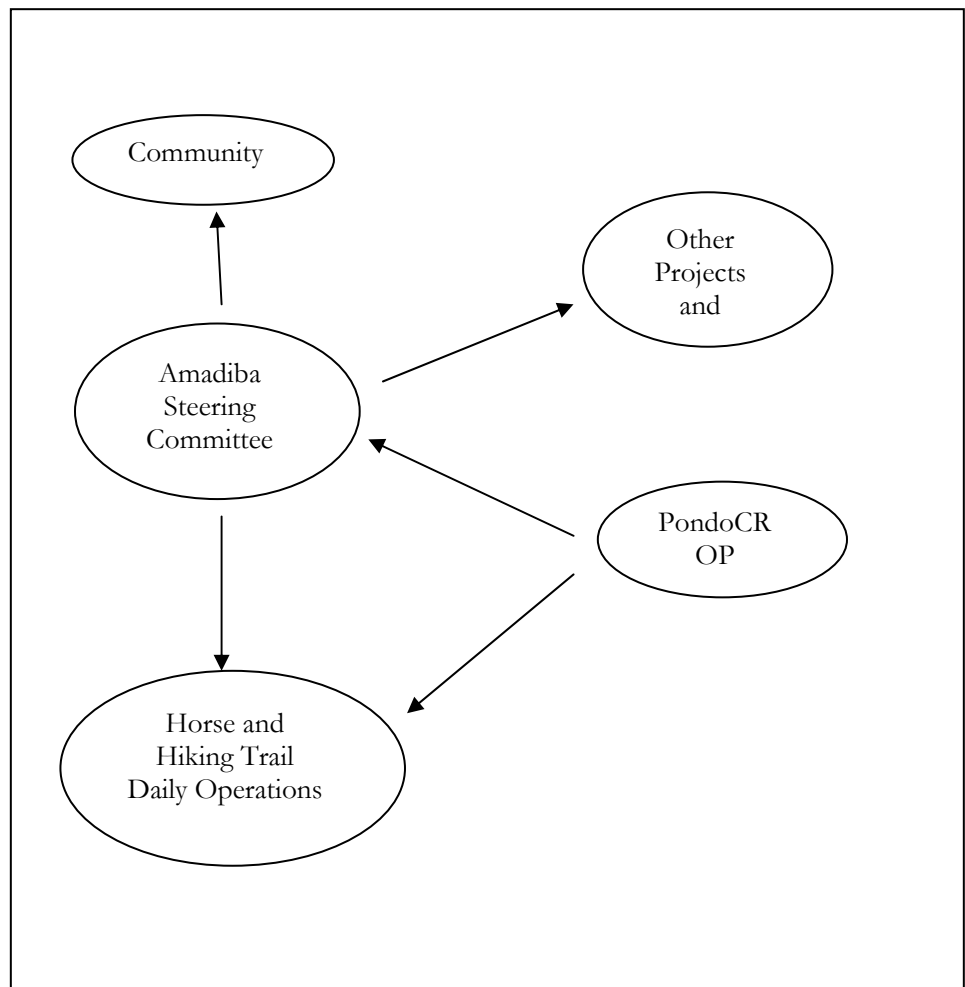 Community
Other
Projects
and
Amadiba
Steering
Committee
PondoCR
OP
Horse and
Hiking Trail
Daily Operations